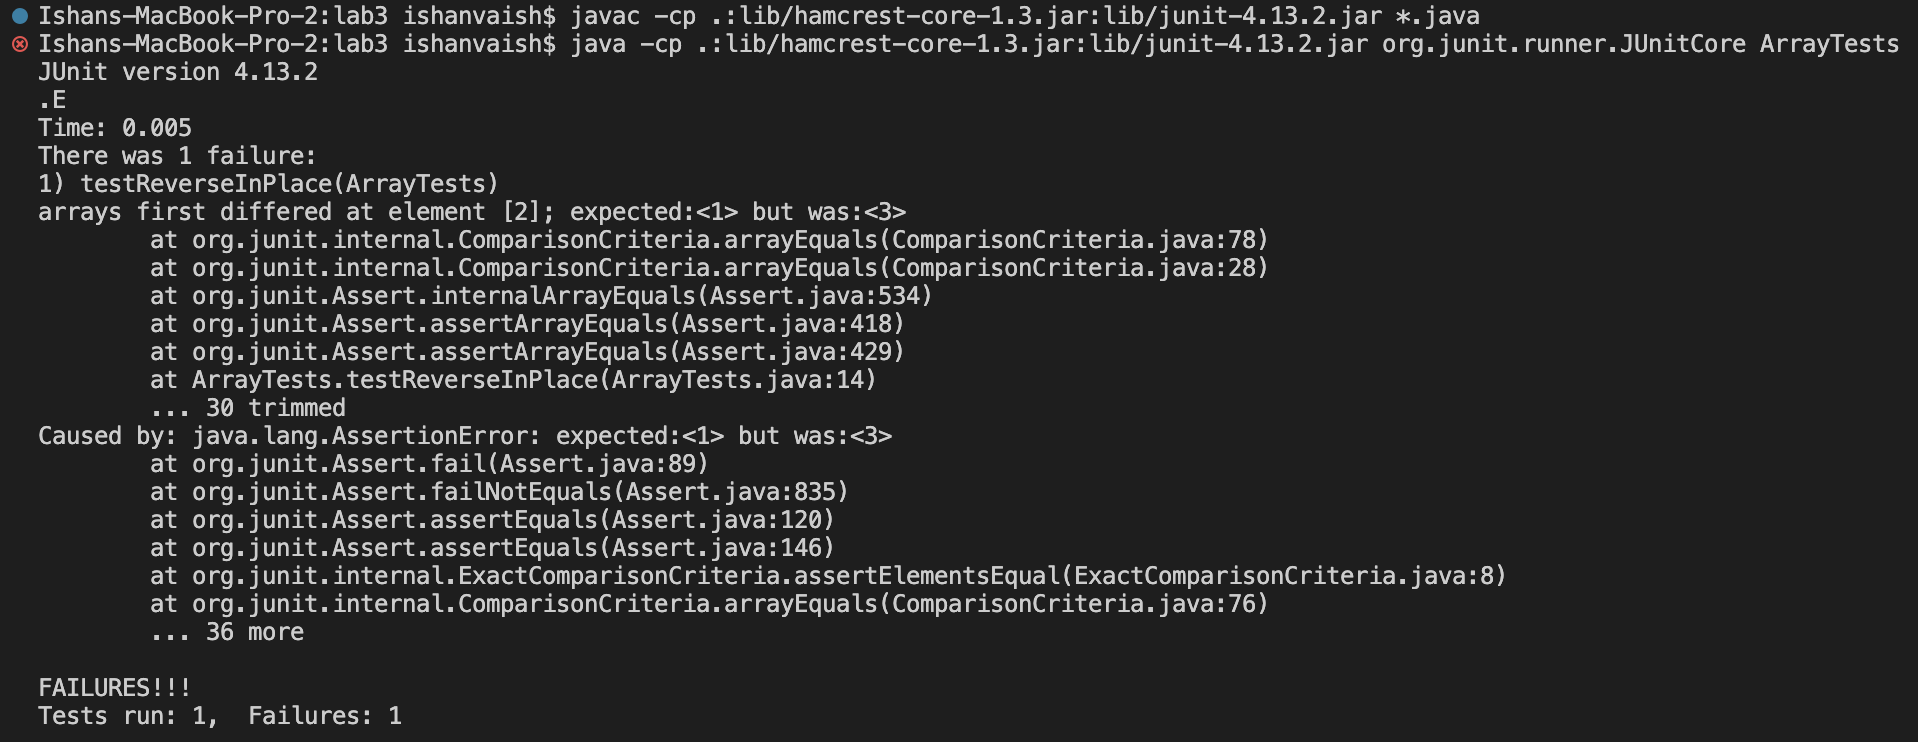 Ishans-MacBook-Pro-2:lab3 ishanvaish$ javac -cp .:lib/hamcrest-core-1.3.jar:lib/junit-4.13.2.jar *.java
Ishans-MacBook-Pro-2:lab3 ishanvaish$ java -cp .:lib/hamcrest-core-1.3.jar:lib/junit-4.13.2.jar org.junit.runner.JUnitCore ArrayTests
JUnit version 4.13.2
.E
Time: 0.005
There was 1 failure:
1) testReverseInPlace(ArrayTests)
arrays first differed at element [2]; expected:<1> but was:<3>
        at org.junit.internal.ComparisonCriteria.arrayEquals(ComparisonCriteria.java:78)
        at org.junit.internal.ComparisonCriteria.arrayEquals(ComparisonCriteria.java:28)
        at org.junit.Assert.internalArrayEquals(Assert.java:534)
        at org.junit.Assert.assertArrayEquals(Assert.java:418)
        at org.junit.Assert.assertArrayEquals(Assert.java:429)
        at ArrayTests.testReverseInPlace(ArrayTests.java:14)
        ... 30 trimmed
Caused by: java.lang.AssertionError: expected:<1> but was:<3>
        at org.junit.Assert.fail(Assert.java:89)
        at org.junit.Assert.failNotEquals(Assert.java:835)
        at org.junit.Assert.assertEquals(Assert.java:120)
        at org.junit.Assert.assertEquals(Assert.java:146)
        at org.junit.internal.ExactComparisonCriteria.assertElementsEqual(ExactComparisonCriteria.java:8)
        at org.junit.internal.ComparisonCriteria.arrayEquals(ComparisonCriteria.java:76)
        ... 36 more

FAILURES!!!
Tests run: 1,  Failures: 1